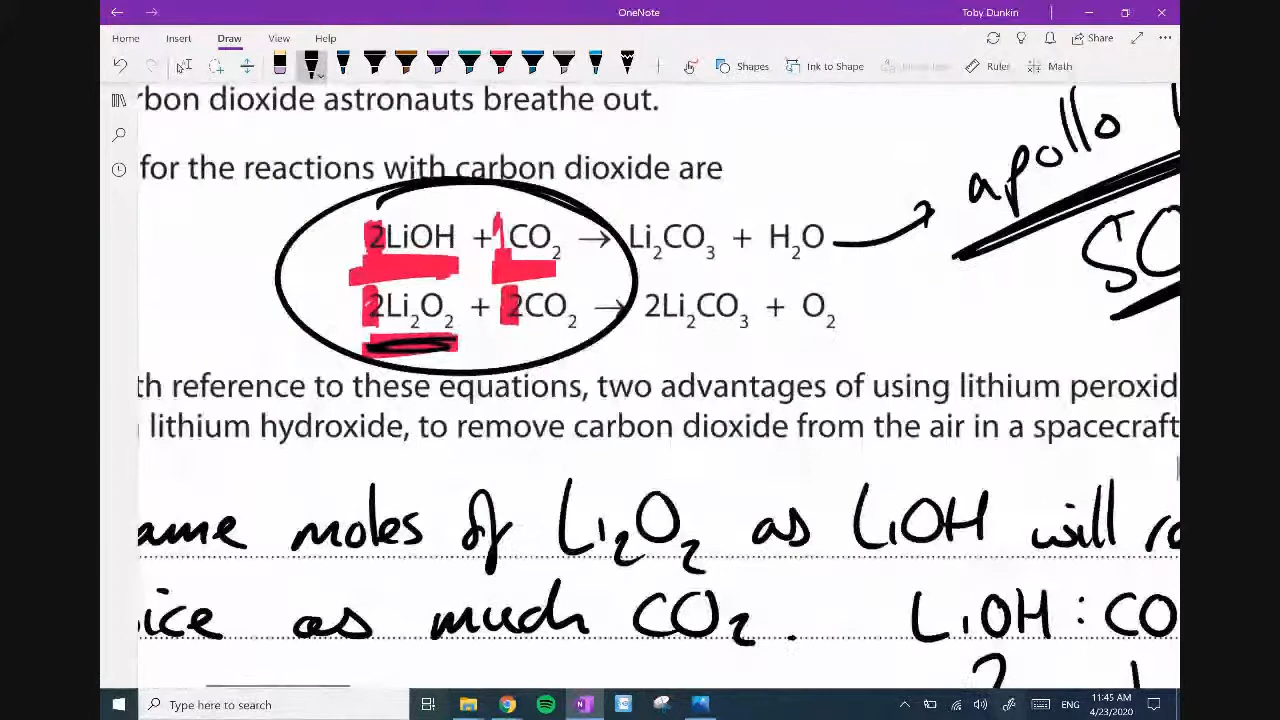 OneNote
Toby Dunkin
Home Insert Draw View Help
Share
Shapes Ink to Shape Ruler Math
rbon dioxide astronauts breathe out.
for the reactions with carbon dioxide are
apollo
2LiOH + 1CO₂ → Li₂CO₃ + H₂O
2Li₂O₂ + 2CO₂ → 2Li₂CO₃ + O₂
th reference to these equations, two advantages of using lithium peroxid
lithium hydroxide, to remove carbon dioxide from the air in a spacecraft
ame moles of Li₂O₂ as LiOH will
ice as much CO₂. LiOH : CO
2 1
Type here to search
ENG
11:45 AM
4/23/2020